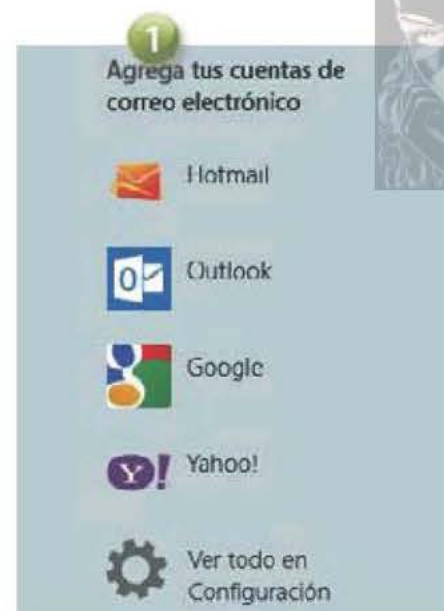 1
Agrega tus cuentas de
correo electrónico
Hotmail
Outlook
Google
Yahoo!
Ver todo en
Configuración